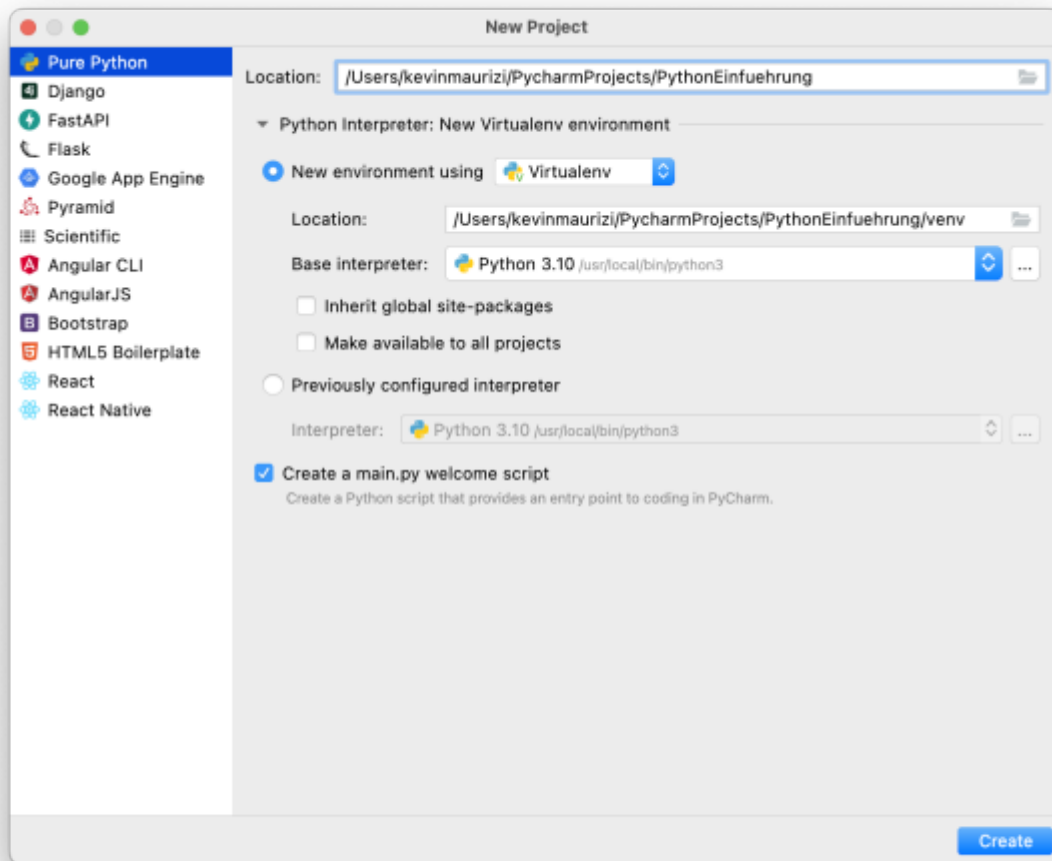 New Project
Pure Python
Django
FastAPI
Flask
Google App Engine
Pyramid
Scientific
Angular CLI
AngularJS
Bootstrap
HTML5 Boilerplate
React
React Native
Location: /Users/kevinmaurizi/PycharmProjects/PythonEinfuehrung
Python Interpreter: New Virtualenv environment
New environment using Virtualenv
Location: /Users/kevinmaurizi/PycharmProjects/PythonEinfuehrung/venv
Base interpreter: Python 3.10 /usr/local/bin/python3 ...
Inherit global site-packages
Make available to all projects
Previously configured interpreter
Interpreter: Python 3.10 /usr/local/bin/python3 ...
Create a main.py welcome script
Create a Python script that provides an entry point to coding in PyCharm.
Create